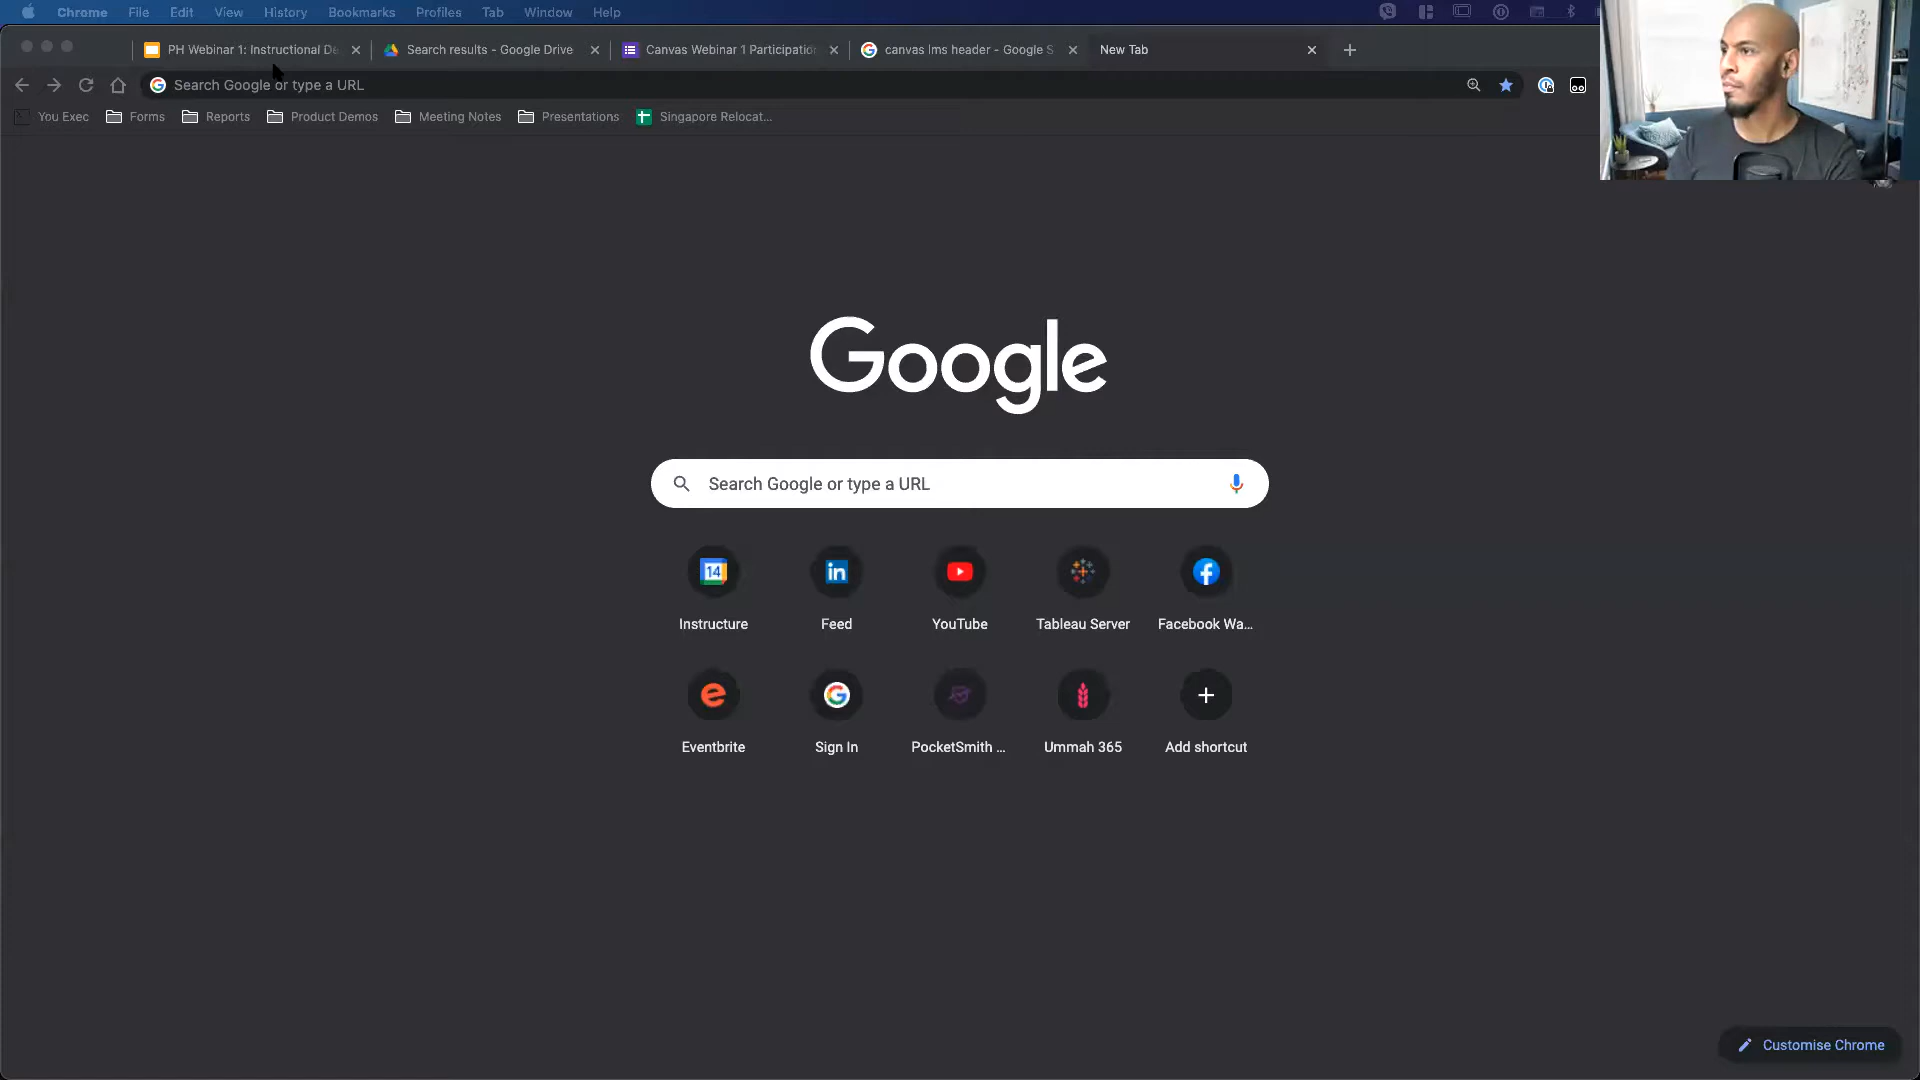 Chrome File Edit View History Bookmarks Profiles Tab Window Help
PH Webinar 1: Instructional De
Search results - Google Drive
Canvas Webinar 1 Participatio
canvas lms header - Google S
New Tab
Search Google or type a URL
You Exec
Forms
Reports
Product Demos
Meeting Notes
Presentations
Singapore Relocat...
Google
Search Google or type a URL
14
in
Instructure
Feed
YouTube
Tableau Server
Facebook Wa...
Eventbrite
Sign In
PocketSmith ...
Ummah 365
Add shortcut
Customise Chrome